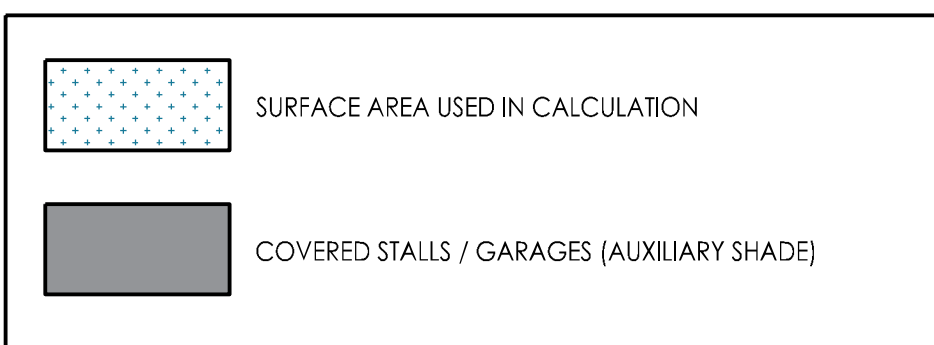 SURFACE AREA USED IN CALCULATION
COVERED STALLS / GARAGES (AUXILIARY SHADE)